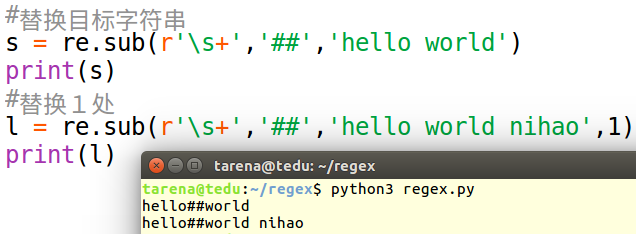 #替换目标字符串
s = re.sub(r'\s+','##','hello world')
print(s)
#替换１处
l = re.sub(r'\s+','##','hello world nihao',1)
print(l)
tarena@tedu: ~/regex
tarena@tedu:~/regex$ python3 regex.py
hello##world
hello##world nihao